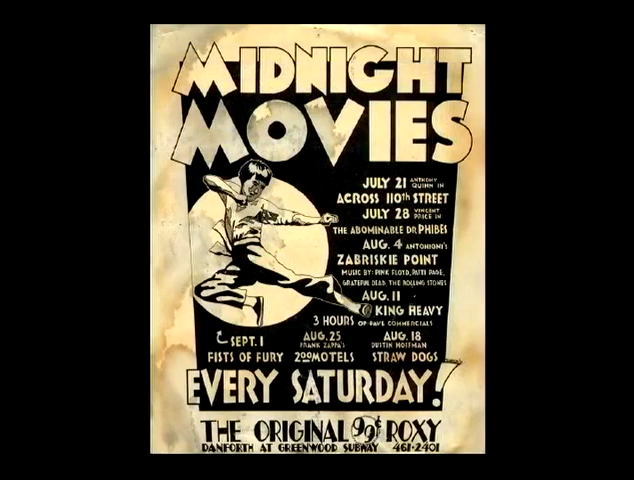 MIDNIGHT
MOVIES
JULY 21 ANTHONY QUINN IN
ACROSS 110th STREET
JULY 28 VINCENT PRICE IN
THE ABOMINABLE DR PHIBES
AUG. 4 ANTONIONI'S
ZABRISKIE POINT
MUSIC BY: PINK FLOYD, PATTI PAGE,
GRATEFUL DEAD, THE ROLLING STONES
AUG. 11
KING HEAVY
3 HOURS OF RARE COMMERCIALS
SEPT. 1
FISTS OF FURY
AUG. 25
FRANK ZAPPA'S
200 MOTELS
AUG. 18
DUSTIN HOFFMAN
STRAW DOGS
EVERY SATURDAY!
THE ORIGINAL 99¢ ROXY
DANFORTH AT GREENWOOD SUBWAY 461·2401